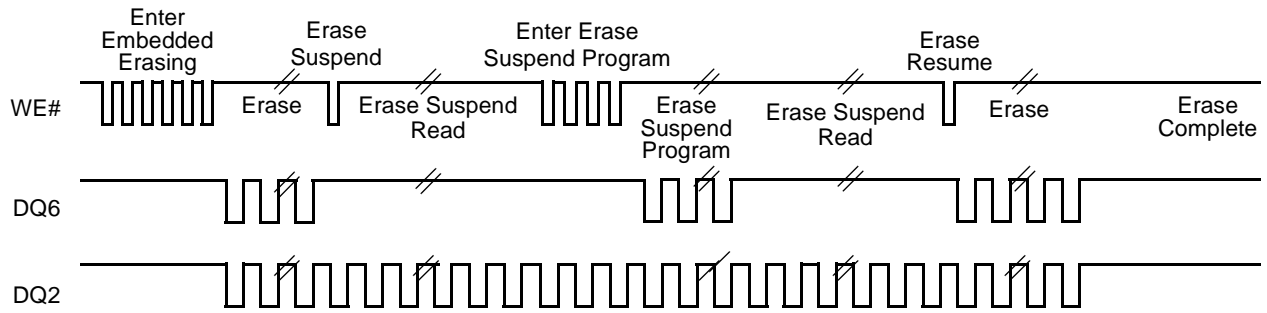 Enter
Embedded
Erasing
Erase
Suspend
Enter Erase
Suspend Program
Erase
Resume
WE#
Erase
Erase Suspend
Read
Erase
Suspend
Program
Erase Suspend
Read
Erase
Erase
Complete
DQ6
DQ2